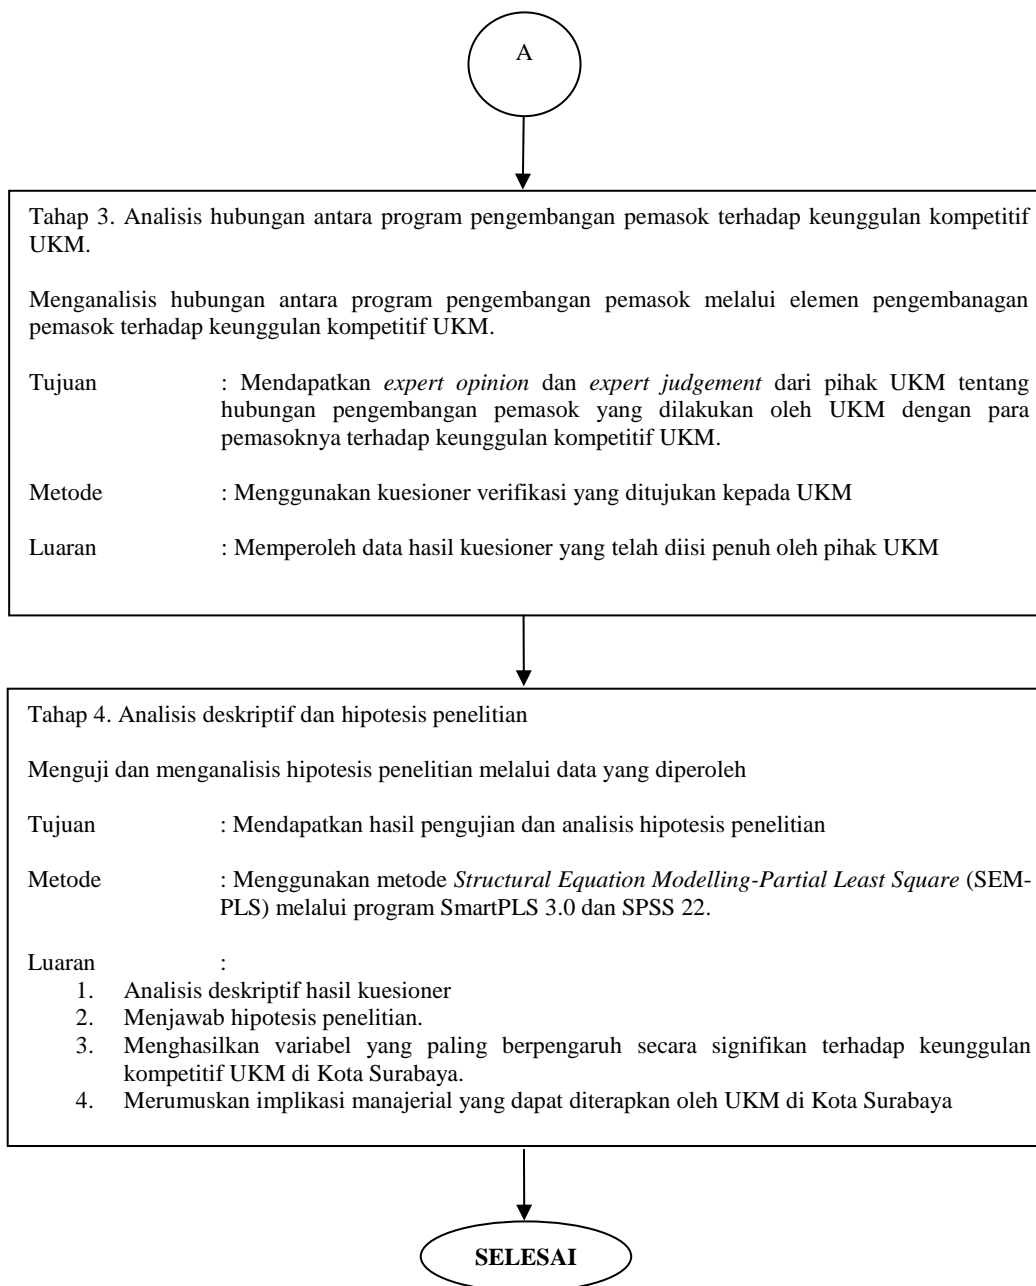 A
Tahap 3. Analisis hubungan antara program pengembangan pemasok terhadap keunggulan kompetitif
UKM.
Menganalisis hubungan antara program pengembangan pemasok melalui elemen pengembanagan
pemasok terhadap keunggulan kompetitif UKM.
Tujuan : Mendapatkan expert opinion dan expert judgement dari pihak UKM tentang
hubungan pengembangan pemasok yang dilakukan oleh UKM dengan para
pemasoknya terhadap keunggulan kompetitif UKM.
Metode : Menggunakan kuesioner verifikasi yang ditujukan kepada UKM
Luaran : Memperoleh data hasil kuesioner yang telah diisi penuh oleh pihak UKM
Tahap 4. Analisis deskriptif dan hipotesis penelitian
Menguji dan menganalisis hipotesis penelitian melalui data yang diperoleh
Tujuan : Mendapatkan hasil pengujian dan analisis hipotesis penelitian
Metode : Menggunakan metode Structural Equation Modelling-Partial Least Square (SEM-
PLS) melalui program SmartPLS 3.0 dan SPSS 22.
Luaran :
1. Analisis deskriptif hasil kuesioner
2. Menjawab hipotesis penelitian.
3. Menghasilkan variabel yang paling berpengaruh secara signifikan terhadap keunggulan
kompetitif UKM di Kota Surabaya.
4. Merumuskan implikasi manajerial yang dapat diterapkan oleh UKM di Kota Surabaya
SELESAI